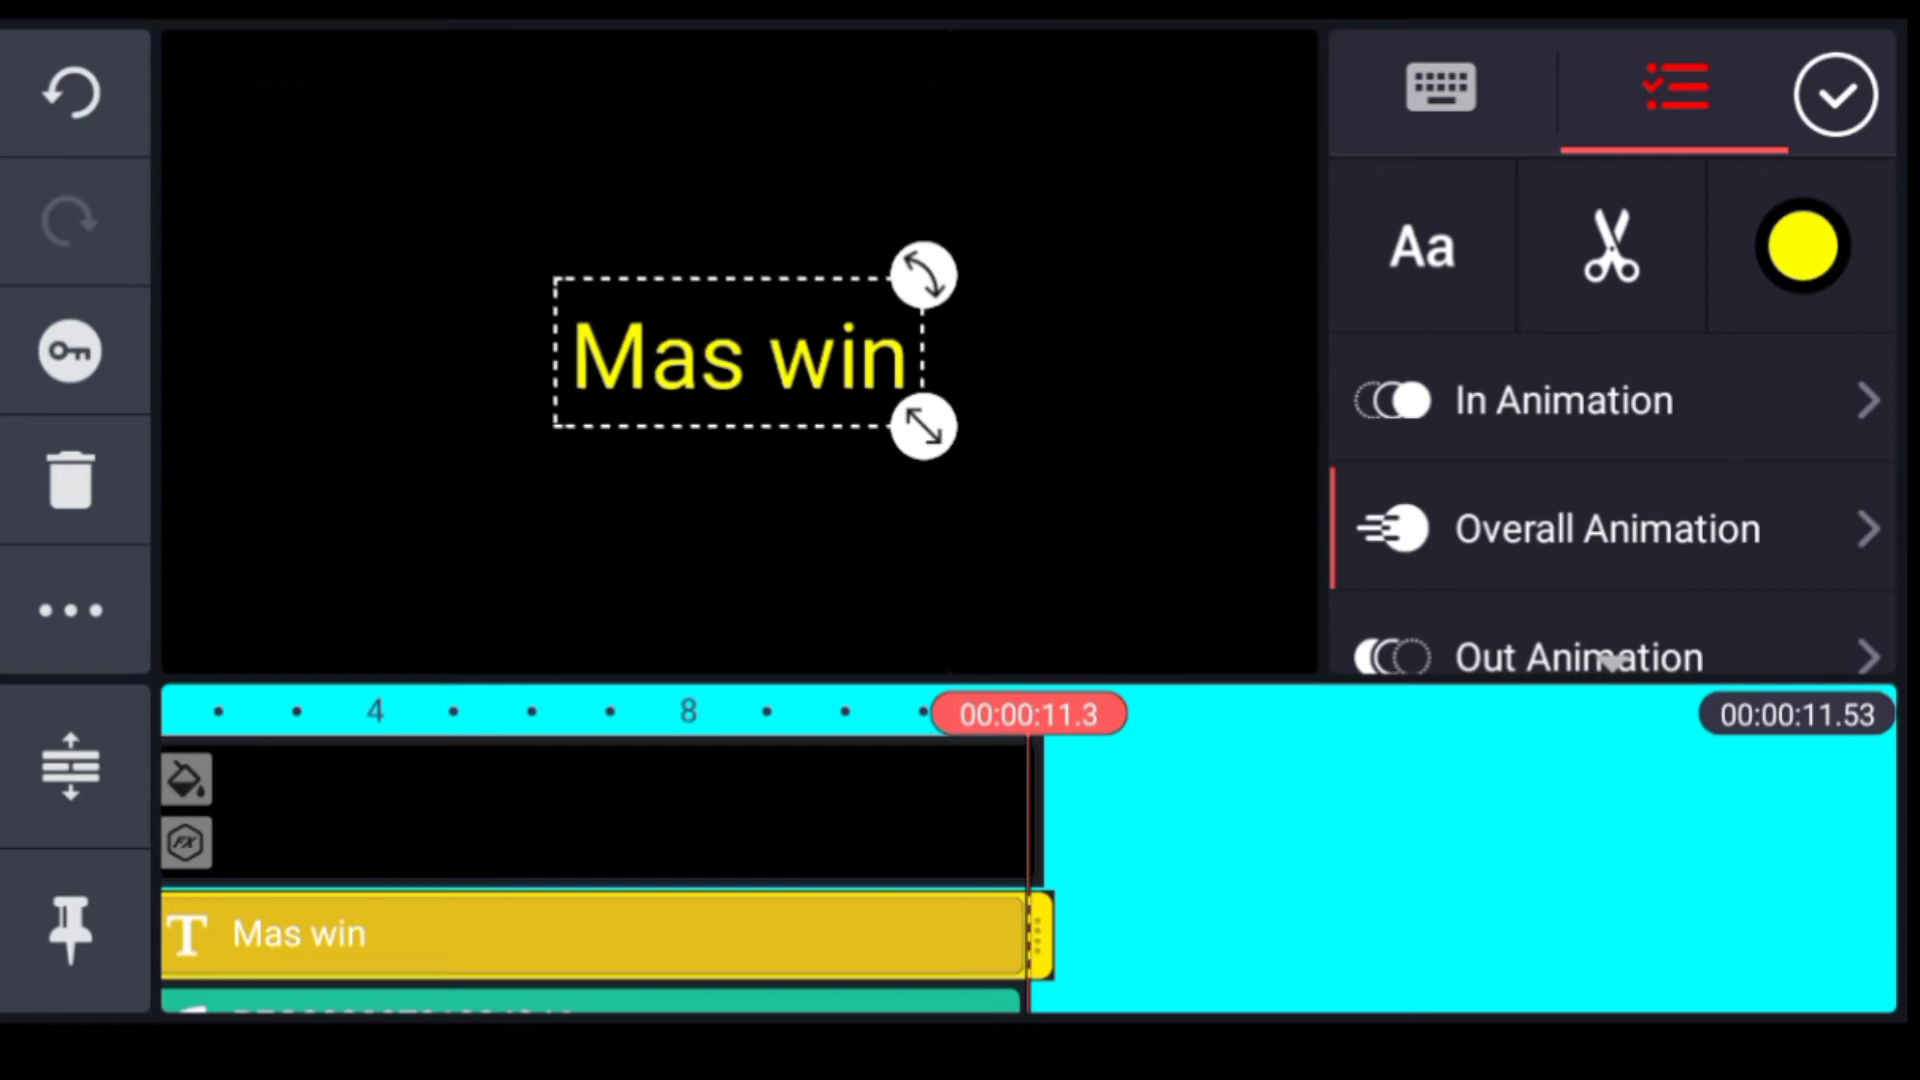 Mas win
Aa
In Animation
Overall Animation
Out Animation
4
8
00:00:11.3
00:00:11.53
FX
T Mas win